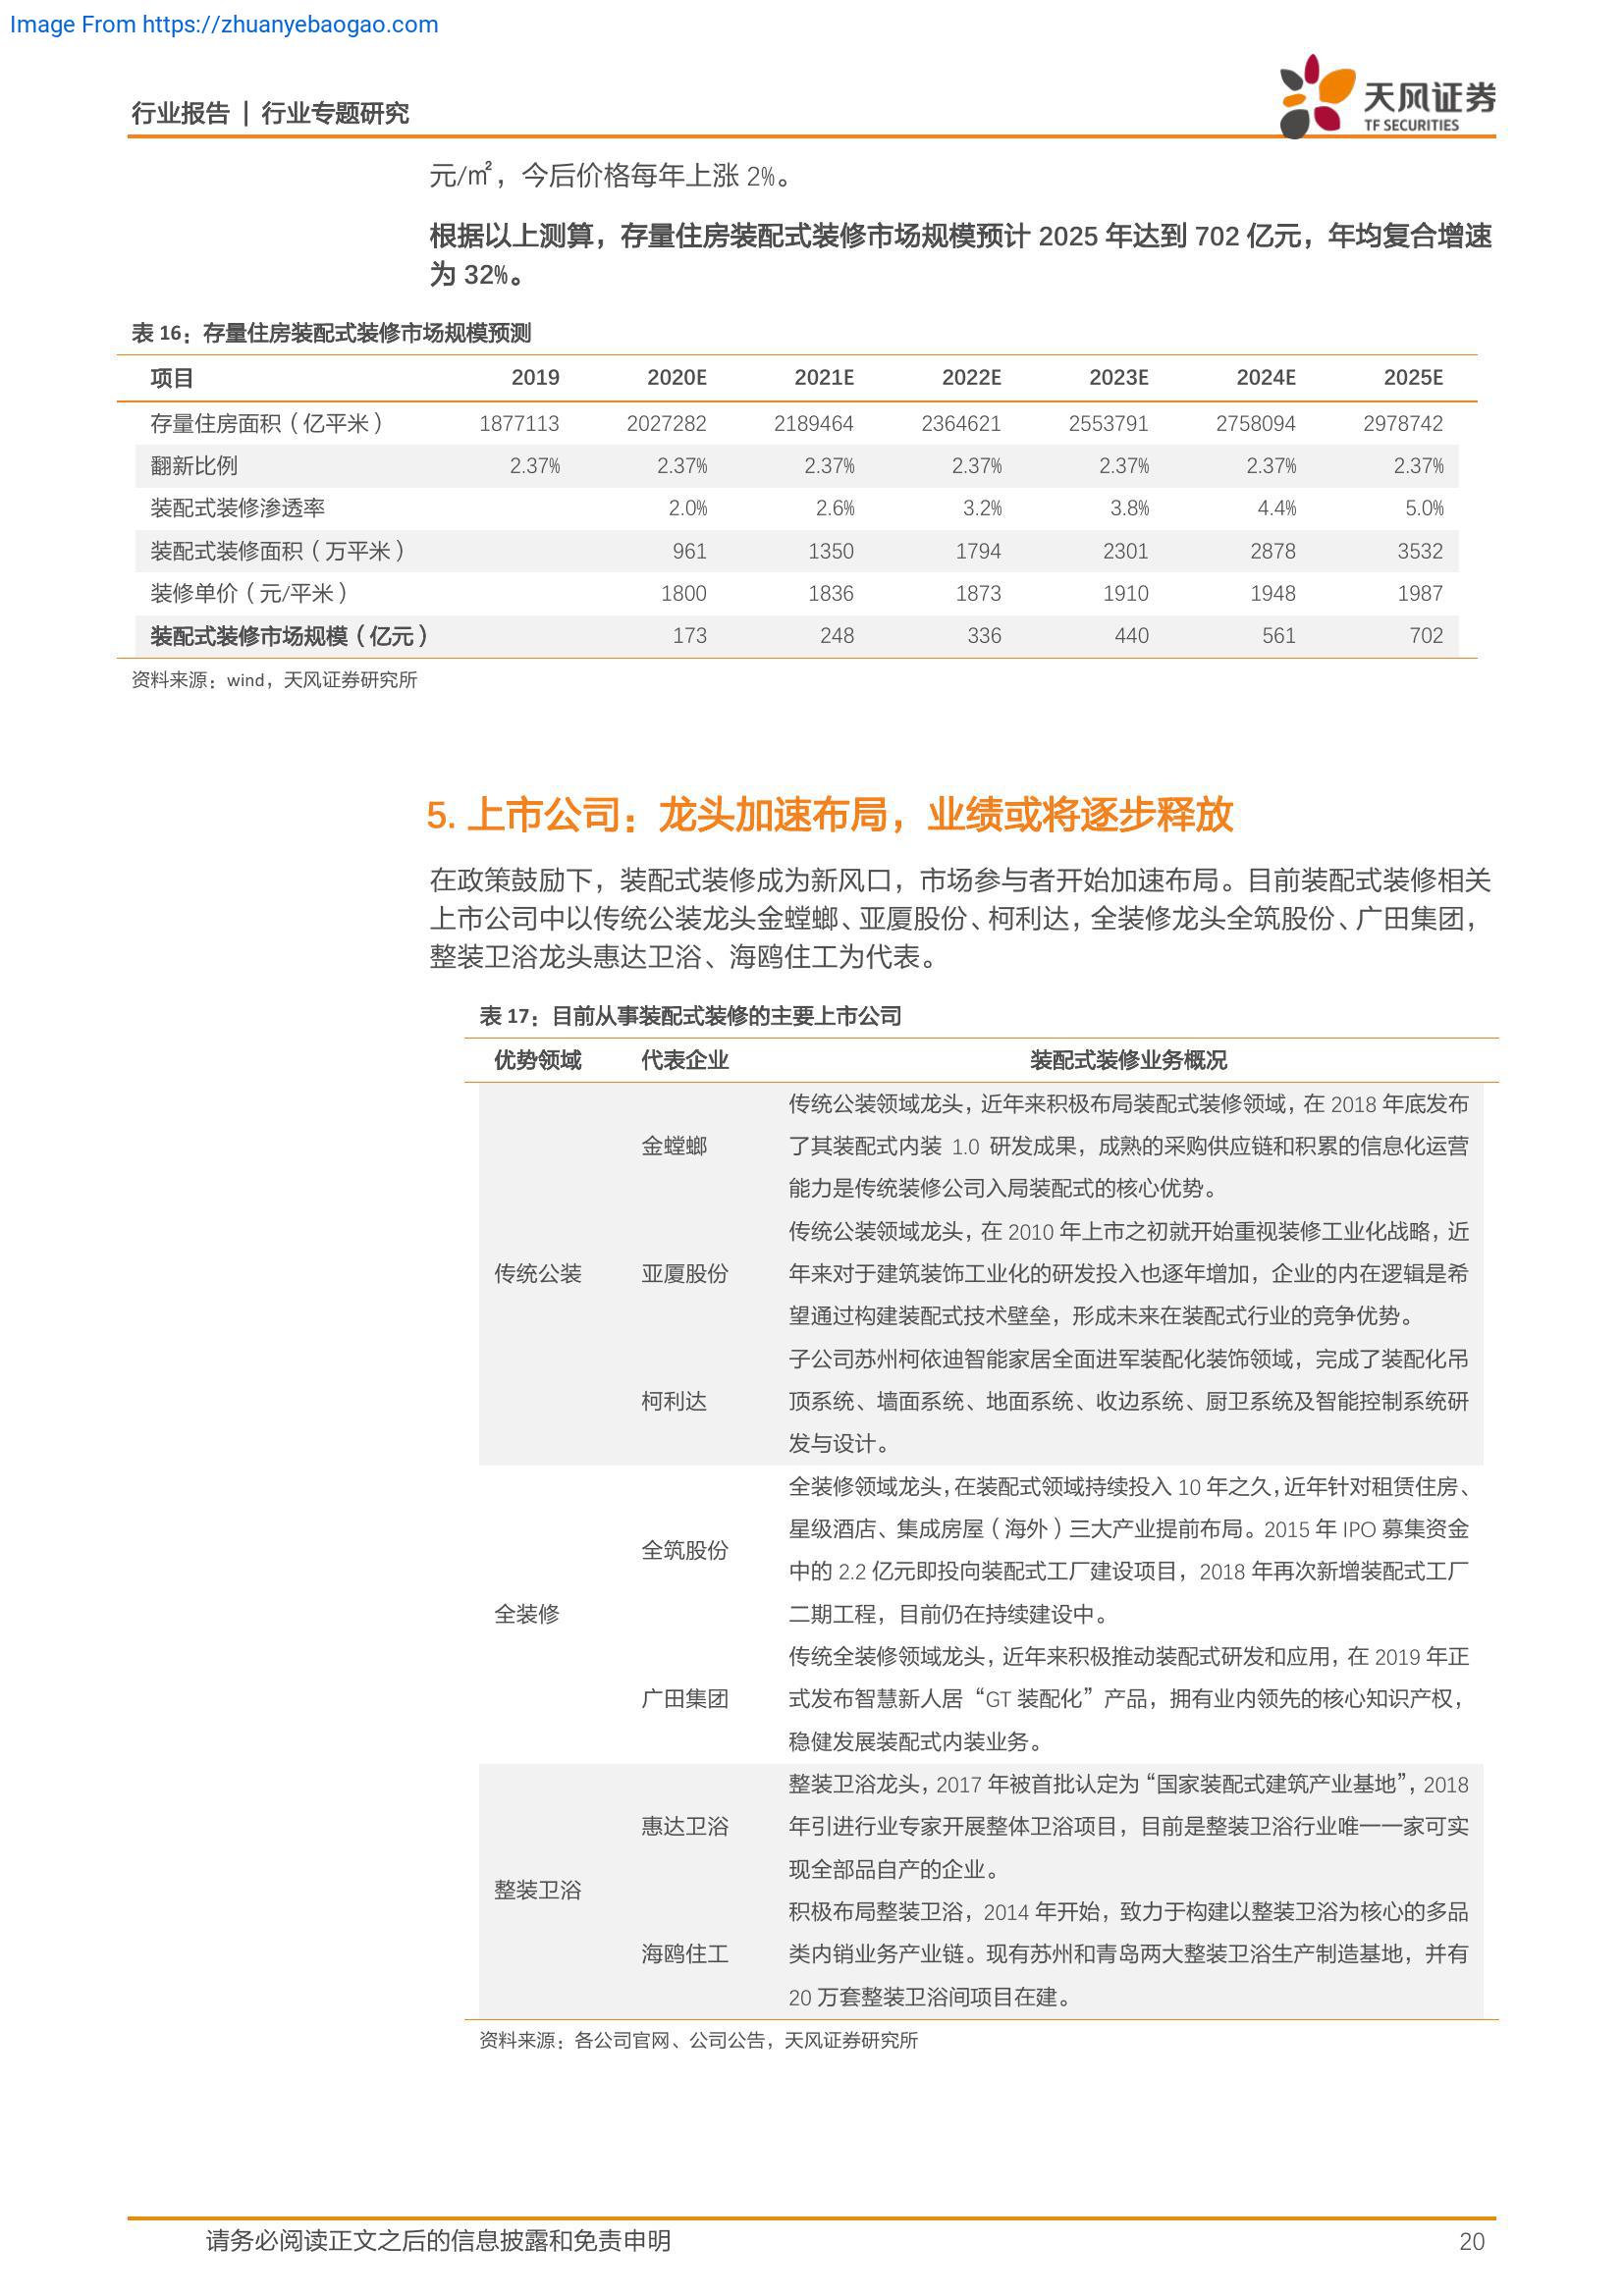 Image From https://zhuanyebaogao.com
行业报告 | 行业专题研究
天风证券
TF SECURITIES
元/㎡，今后价格每年上涨 2%。
根据以上测算，存量住房装配式装修市场规模预计 2025 年达到 702 亿元，年均复合增速
为 32%。
表 16：存量住房装配式装修市场规模预测
项目 2019 2020E 2021E 2022E 2023E 2024E 2025E
存量住房面积（亿平米） 1877113 2027282 2189464 2364621 2553791 2758094 2978742
翻新比例 2.37% 2.37% 2.37% 2.37% 2.37% 2.37% 2.37%
装配式装修渗透率 2.0% 2.6% 3.2% 3.8% 4.4% 5.0%
装配式装修面积（万平米） 961 1350 1794 2301 2878 3532
装修单价（元/平米） 1800 1836 1873 1910 1948 1987
装配式装修市场规模（亿元） 173 248 336 440 561 702
资料来源：wind，天风证券研究所
5. 上市公司：龙头加速布局，业绩或将逐步释放
在政策鼓励下，装配式装修成为新风口，市场参与者开始加速布局。目前装配式装修相关
上市公司中以传统公装龙头金螳螂、亚厦股份、柯利达，全装修龙头全筑股份、广田集团，
整装卫浴龙头惠达卫浴、海鸥住工为代表。
表 17：目前从事装配式装修的主要上市公司
优势领域 代表企业 装配式装修业务概况
传统公装
金螳螂
传统公装领域龙头，近年来积极布局装配式装修领域，在 2018 年底发布
了其装配式内装 1.0 研发成果，成熟的采购供应链和积累的信息化运营
能力是传统装修公司入局装配式的核心优势。
亚厦股份
传统公装领域龙头，在 2010 年上市之初就开始重视装修工业化战略，近
年来对于建筑装饰工业化的研发投入也逐年增加，企业的内在逻辑是希
望通过构建装配式技术壁垒，形成未来在装配式行业的竞争优势。
柯利达
子公司苏州柯依迪智能家居全面进军装配化装饰领域，完成了装配化吊
顶系统、墙面系统、地面系统、收边系统、厨卫系统及智能控制系统研
发与设计。
全装修
全筑股份
全装修领域龙头，在装配式领域持续投入 10 年之久，近年针对租赁住房、
星级酒店、集成房屋（海外）三大产业提前布局。2015 年 IPO 募集资金
中的 2.2 亿元即投向装配式工厂建设项目，2018 年再次新增装配式工厂
二期工程，目前仍在持续建设中。
广田集团
传统全装修领域龙头，近年来积极推动装配式研发和应用，在 2019 年正
式发布智慧新人居“GT 装配化”产品，拥有业内领先的核心知识产权，
稳健发展装配式内装业务。
整装卫浴
惠达卫浴
整装卫浴龙头，2017 年被首批认定为“国家装配式建筑产业基地”，2018
年引进行业专家开展整体卫浴项目，目前是整装卫浴行业唯一一家可实
现全部品自产的企业。
海鸥住工
积极布局整装卫浴，2014 年开始，致力于构建以整装卫浴为核心的多品
类内销业务产业链。现有苏州和青岛两大整装卫浴生产制造基地，并有
20 万套整装卫浴间项目在建。
资料来源：各公司官网、公司公告，天风证券研究所
请务必阅读正文之后的信息披露和免责申明 20